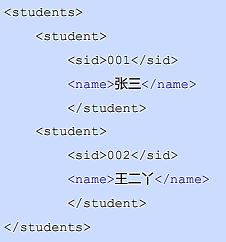 <students>
    <student>
        <sid>001</sid>
        <name>张三</name>
        </student>
    <student>
        <sid>002</sid>
        <name>王二丫</name>
        </student>
</students>